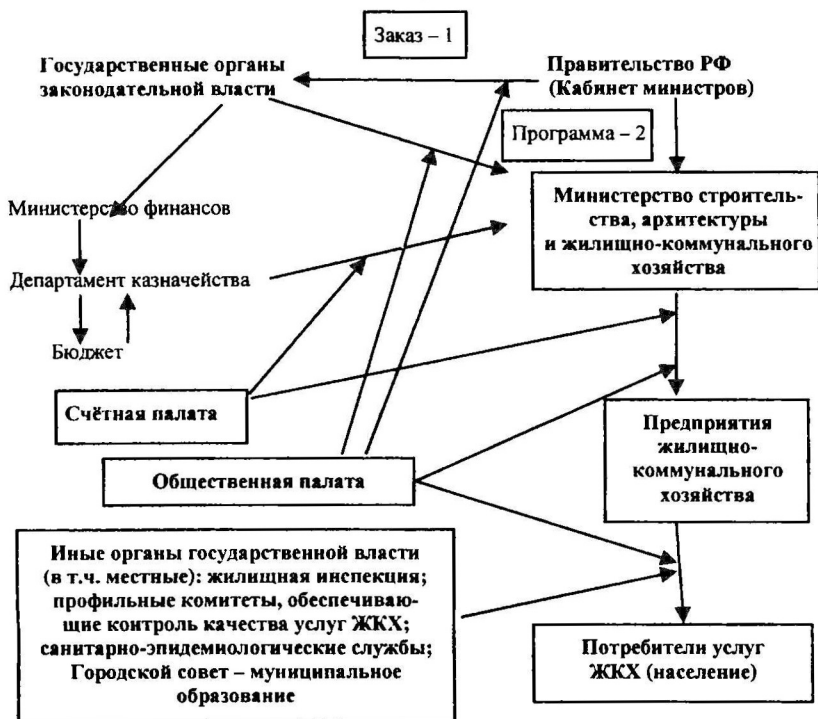 Заказ – 1
Государственные органы
законодательной власти
Правительство РФ
(Кабинет министров)
Программа – 2
Министерство строитель-
ства, архитектуры
и жилищно-коммунального
хозяйства
Министерство финансов
Департамент казначейства
Бюджет
Счётная палата
Предприятия
жилищно-
коммунального
хозяйства
Общественная палата
Иные органы государственной власти
(в т.ч. местные): жилищная инспекция;
профильные комитеты, обеспечиваю-
щие контроль качества услуг ЖКХ;
санитарно-эпидемиологические службы;
Городской совет – муниципальное
образование
Потребители услуг
ЖКХ (население)